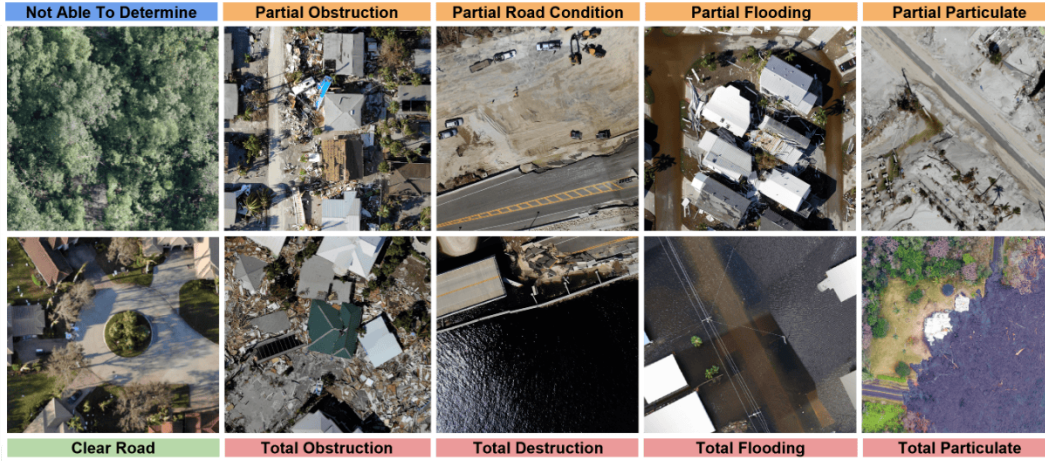 Not Able To Determine
Partial Obstruction
Partial Road Condition
Partial Flooding
Partial Particulate
Clear Road
Total Obstruction
Total Destruction
Total Flooding
Total Particulate